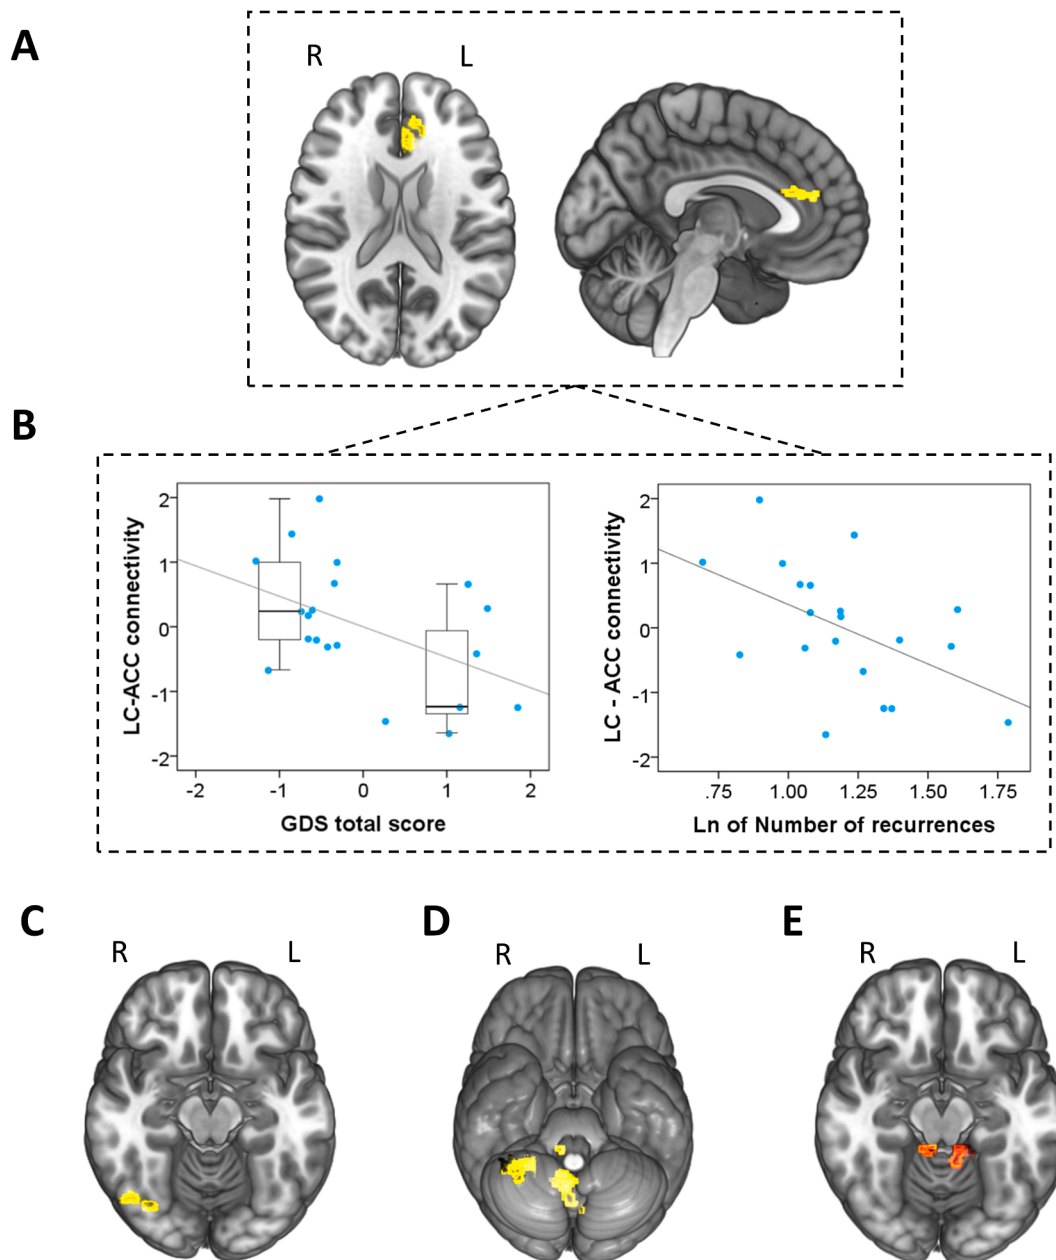 A
R L
B
2
1
0
-1
-2
LC-ACC connectivity
-2 -1 0 1 2
GDS total score
2
1
0
-1
-2
LC - ACC connectivity
.75 1.00 1.25 1.50 1.75
Ln of Number of recurrences
C D E
R L R L R L